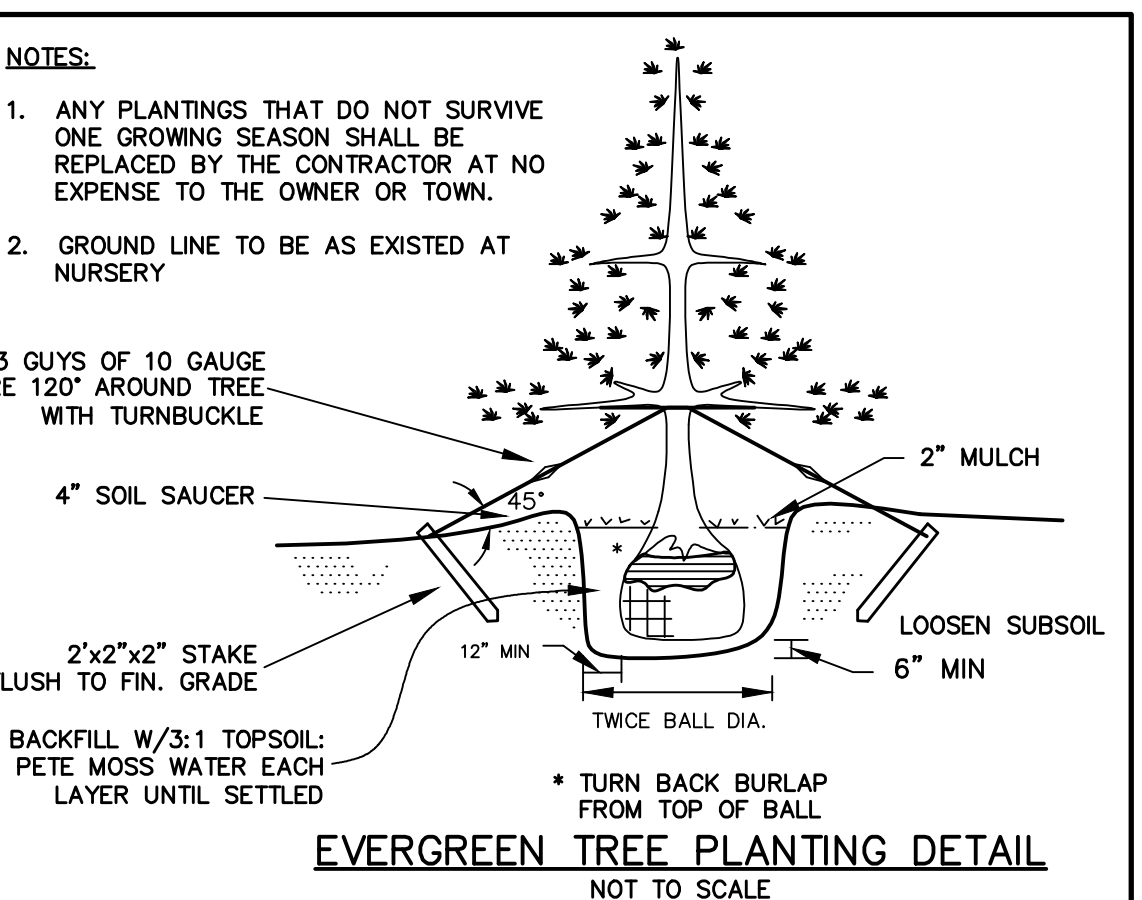 NOTES:
1. ANY PLANTINGS THAT DO NOT SURVIVE
ONE GROWING SEASON SHALL BE
REPLACED BY THE CONTRACTOR AT NO
EXPENSE TO THE OWNER OR TOWN.
2. GROUND LINE TO BE AS EXISTED AT
NURSERY
3 GUYS OF 10 GAUGE
RE 120° AROUND TREE
WITH TURNBUCKLE
4" SOIL SAUCER
45°
2" MULCH
*
2'x2"x2" STAKE
LUSH TO FIN. GRADE
12" MIN
LOOSEN SUBSOIL
6" MIN
TWICE BALL DIA.
BACKFILL W/3:1 TOPSOIL:
PETE MOSS WATER EACH
LAYER UNTIL SETTLED
* TURN BACK BURLAP
FROM TOP OF BALL
EVERGREEN TREE PLANTING DETAIL
NOT TO SCALE